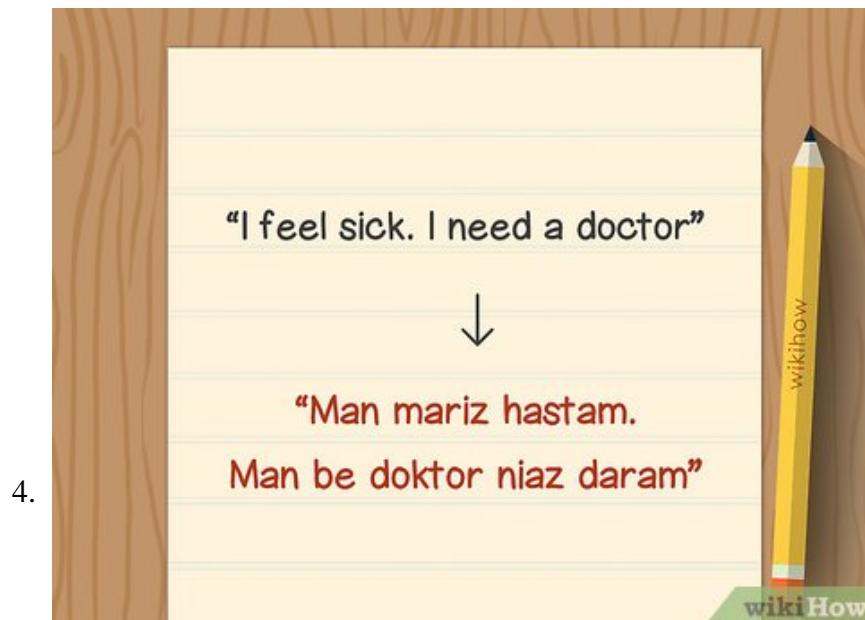 "I feel sick. I need a doctor"
↓
"Man mariz hastam.
Man be doktor niaz daram"
4.
wikihow
wikiHow